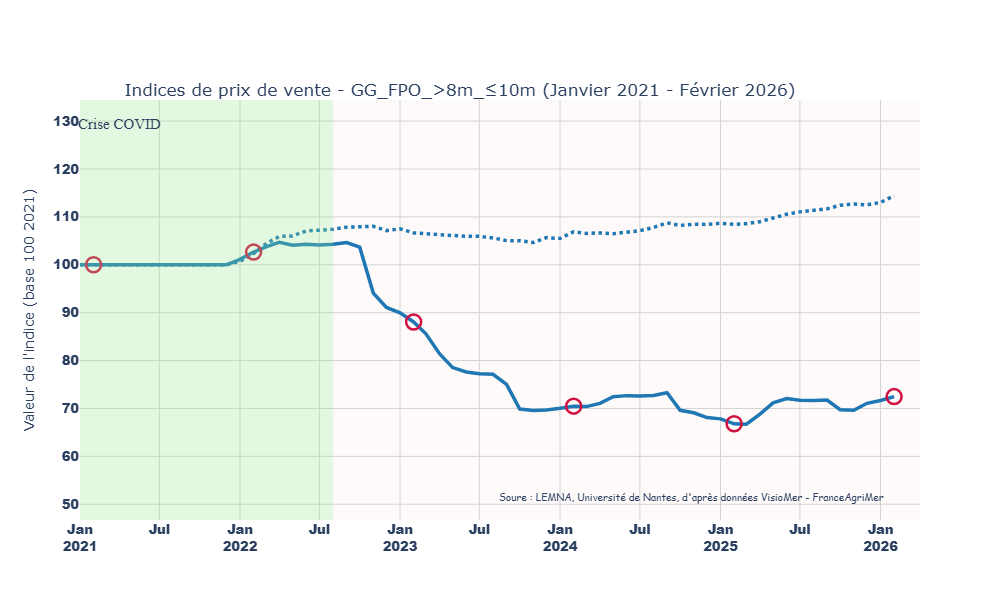 Indices de prix de vente - GG_FPO_>8m_≤10m (Janvier 2021 - Février 2026)
Crise COVID
Valeur de l'indice (base 100 2021)
130
120
110
100
90
80
70
60
50
Soure : LEMNA, Université de Nantes, d'après données VisioMer - FranceAgriMer
Jan Jul Jan Jul Jan Jul Jan Jul Jan Jul Jan
2021 2022 2023 2024 2025 2026